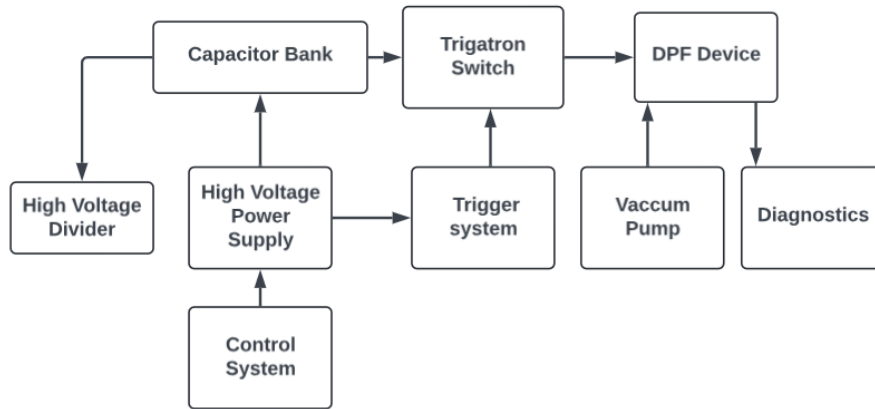 Capacitor Bank
Trigatron
Switch
DPF Device
High Voltage
Divider
High Voltage
Power
Supply
Trigger
system
Vaccum
Pump
Diagnostics
Control
System